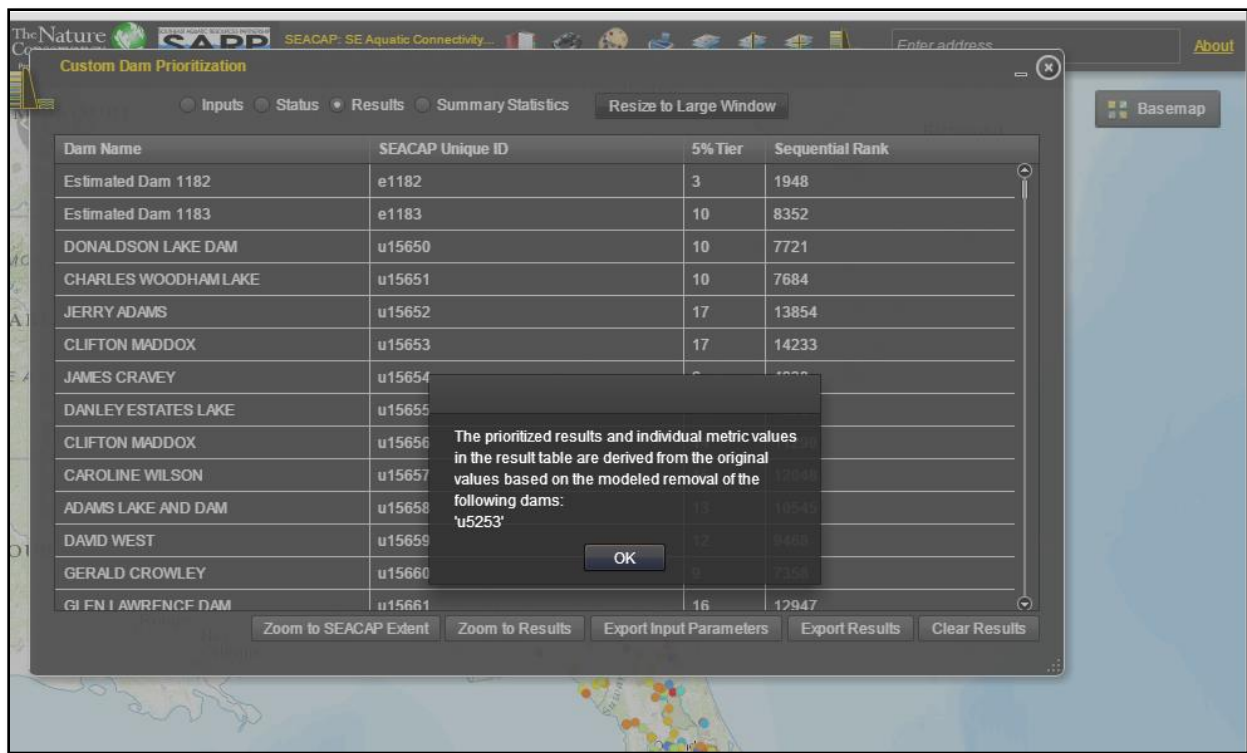 The Nature
SARP
SEACAP: SE Aquatic Connectivity...
Enter address
About
Custom Dam Prioritization
Inputs Status Results Summary Statistics Resize to Large Window
Basemap
Dam Name SEACAP Unique ID 5% Tier Sequential Rank
Estimated Dam 1182 e1182 3 1948
Estimated Dam 1183 e1183 10 8352
DONALDSON LAKE DAM u15650 10 7721
CHARLES WOODHAM LAKE u15651 10 7684
JERRY ADAMS u15652 17 13854
CLIFTON MADDOX u15653 17 14233
JAMES CRAVEY u15654
DANLEY ESTATES LAKE u15655
CLIFTON MADDOX u15656
CAROLINE WILSON u15657
ADAMS LAKE AND DAM u15658 13 10545
DAVID WEST u15659 12 9468
GERALD CROWLEY u15660 9 7358
GLEN LAWRENCE DAM u15661 16 12947
The prioritized results and individual metric values
in the result table are derived from the original
values based on the modeled removal of the
following dams:
'u5253'
OK
Zoom to SEACAP Extent Zoom to Results Export Input Parameters Export Results Clear Results